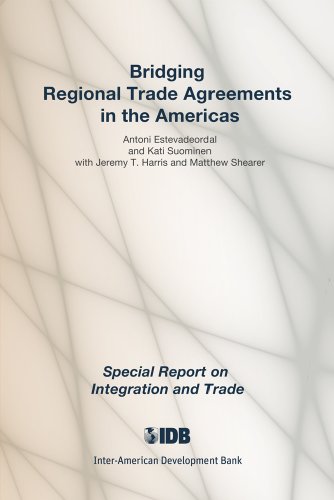 Bridging
Regional Trade Agreements
in the Americas
Antoni Estevadeordal
and Kati Suominen
with Jeremy T. Harris and Matthew Shearer
Special Report on
Integration and Trade
IDB
Inter-American Development Bank